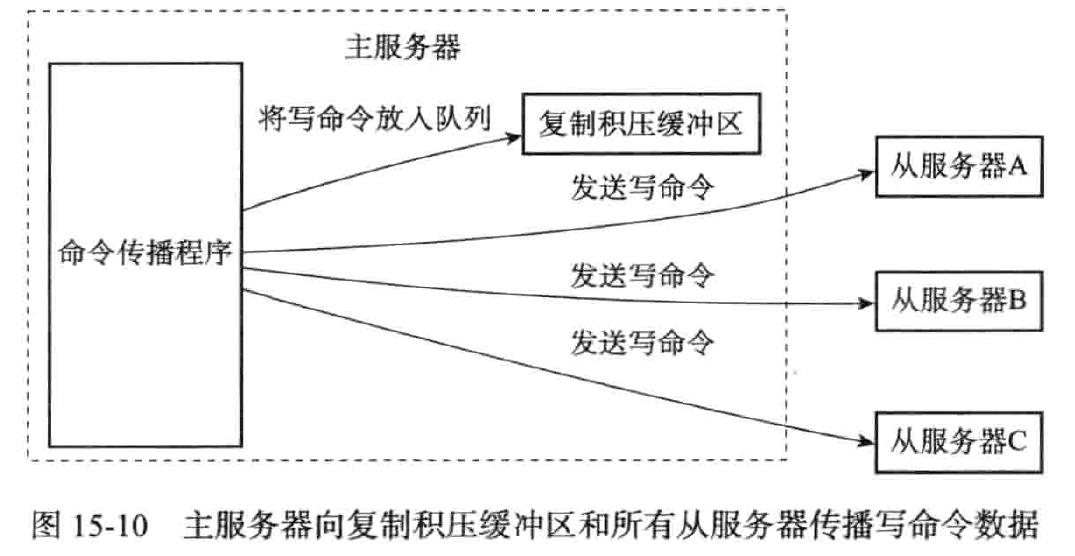 主服务器
将写命令放入队列
复制积压缓冲区
命令传播程序
发送写命令
从服务器A
发送写命令
从服务器B
发送写命令
从服务器C
图 15-10 主服务器向复制积压缓冲区和所有从服务器传播写命令数据